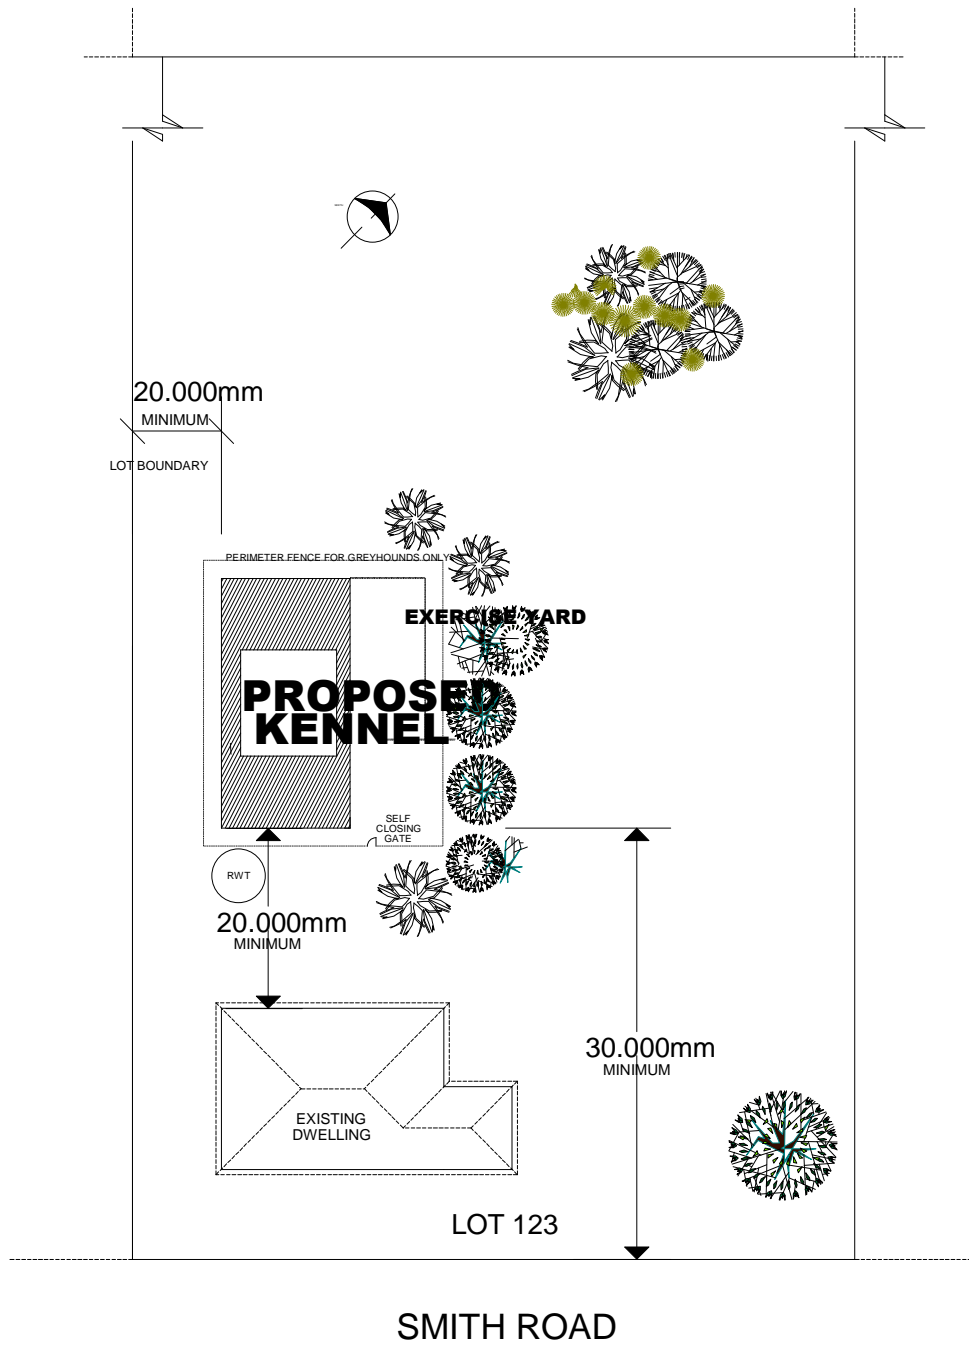 20.000mm
MINIMUM
LOT BOUNDARY
PERIMETER FENCE FOR GREYHOUNDS ONLY
EXERCISE YARD
PROPOSED
KENNEL
SELF
CLOSING
GATE
RWT
20.000mm
MINIMUM
30.000mm
MINIMUM
EXISTING
DWELLING
LOT 123
SMITH ROAD